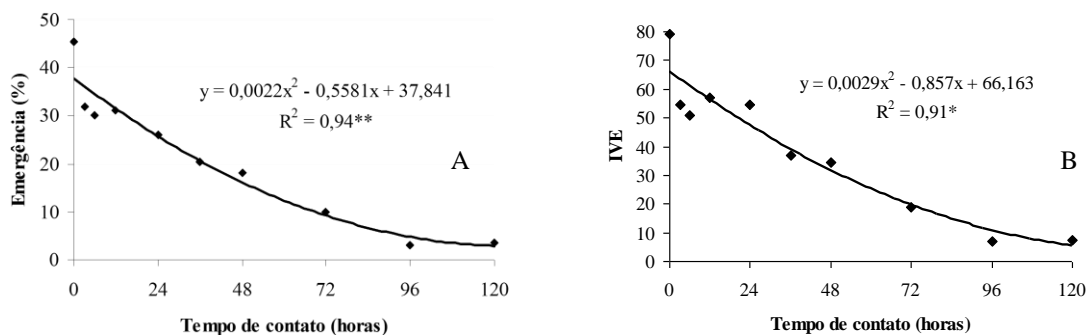 50
40
30
20
10
0
Emergência (%)
y = 0,0022x² - 0,5581x + 37,841
R² = 0,94**
A
0 24 48 72 96 120
Tempo de contato (horas)
80
70
60
50
40
30
20
10
0
IVE
y = 0,0029x² - 0,857x + 66,163
R² = 0,91*
B
0 24 48 72 96 120
Tempo de contato (horas)